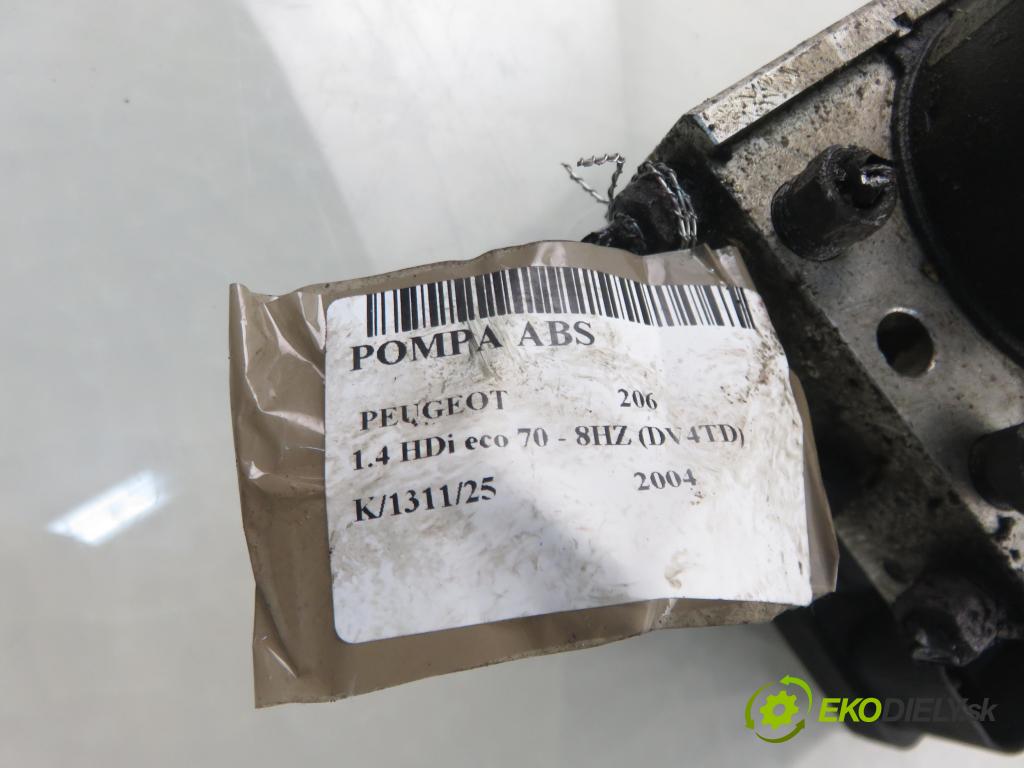 POMPA ABS
PEUGEOT 206
1.4 HDi eco 70 - 8HZ (DV4TD)
K/1311/25 2004
EKODIELY.sk